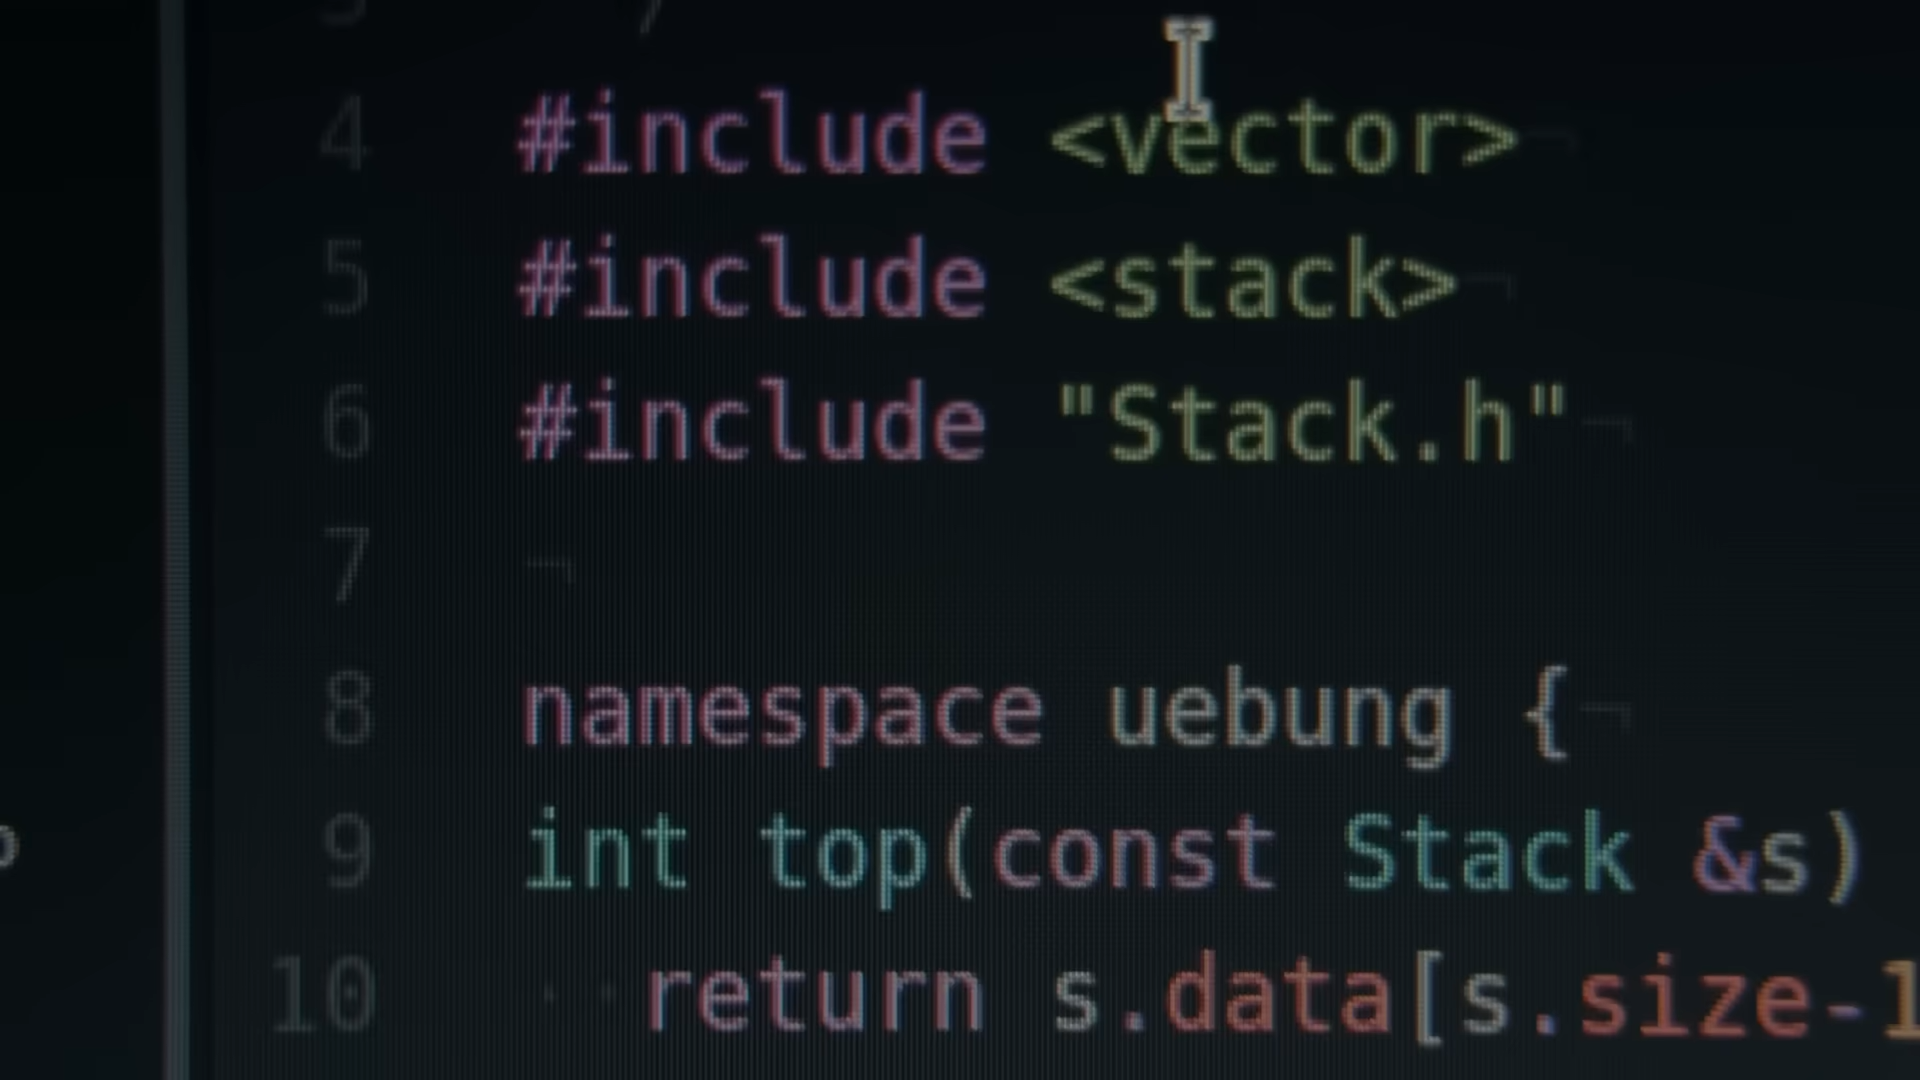 4 #include <vector>
5 #include <stack>
6 #include "Stack.h"
7
8 namespace uebung {
9 int top(const Stack &s)
10 return s.data[s.size-1